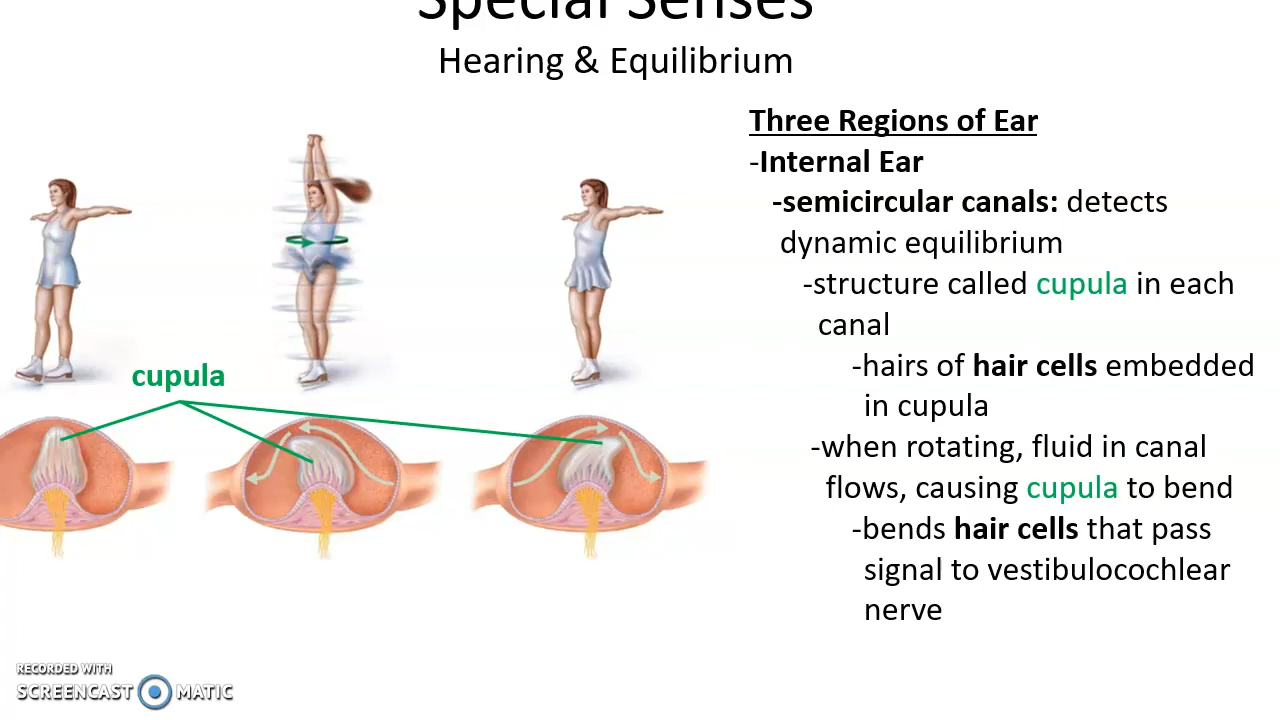 Special Senses
Hearing & Equilibrium
Three Regions of Ear
-Internal Ear
-semicircular canals: detects
dynamic equilibrium
-structure called cupula in each
canal
-hairs of hair cells embedded
in cupula
-when rotating, fluid in canal
flows, causing cupula to bend
-bends hair cells that pass
signal to vestibulocochlear
nerve
cupula
RECORDED WITH
SCREENCAST MATIC